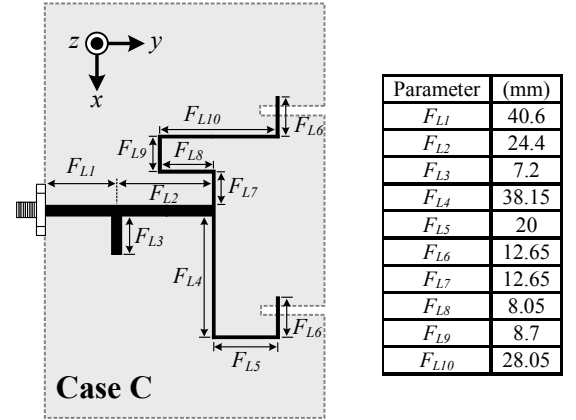 z y
x
F_L10
F_L6
F_L9 F_L8
F_L1
F_L2
F_L7
F_L3
F_L4
F_L6
F_L5
Case C
Parameter (mm)
F_L1 40.6
F_L2 24.4
F_L3 7.2
F_L4 38.15
F_L5 20
F_L6 12.65
F_L7 12.65
F_L8 8.05
F_L9 8.7
F_L10 28.05